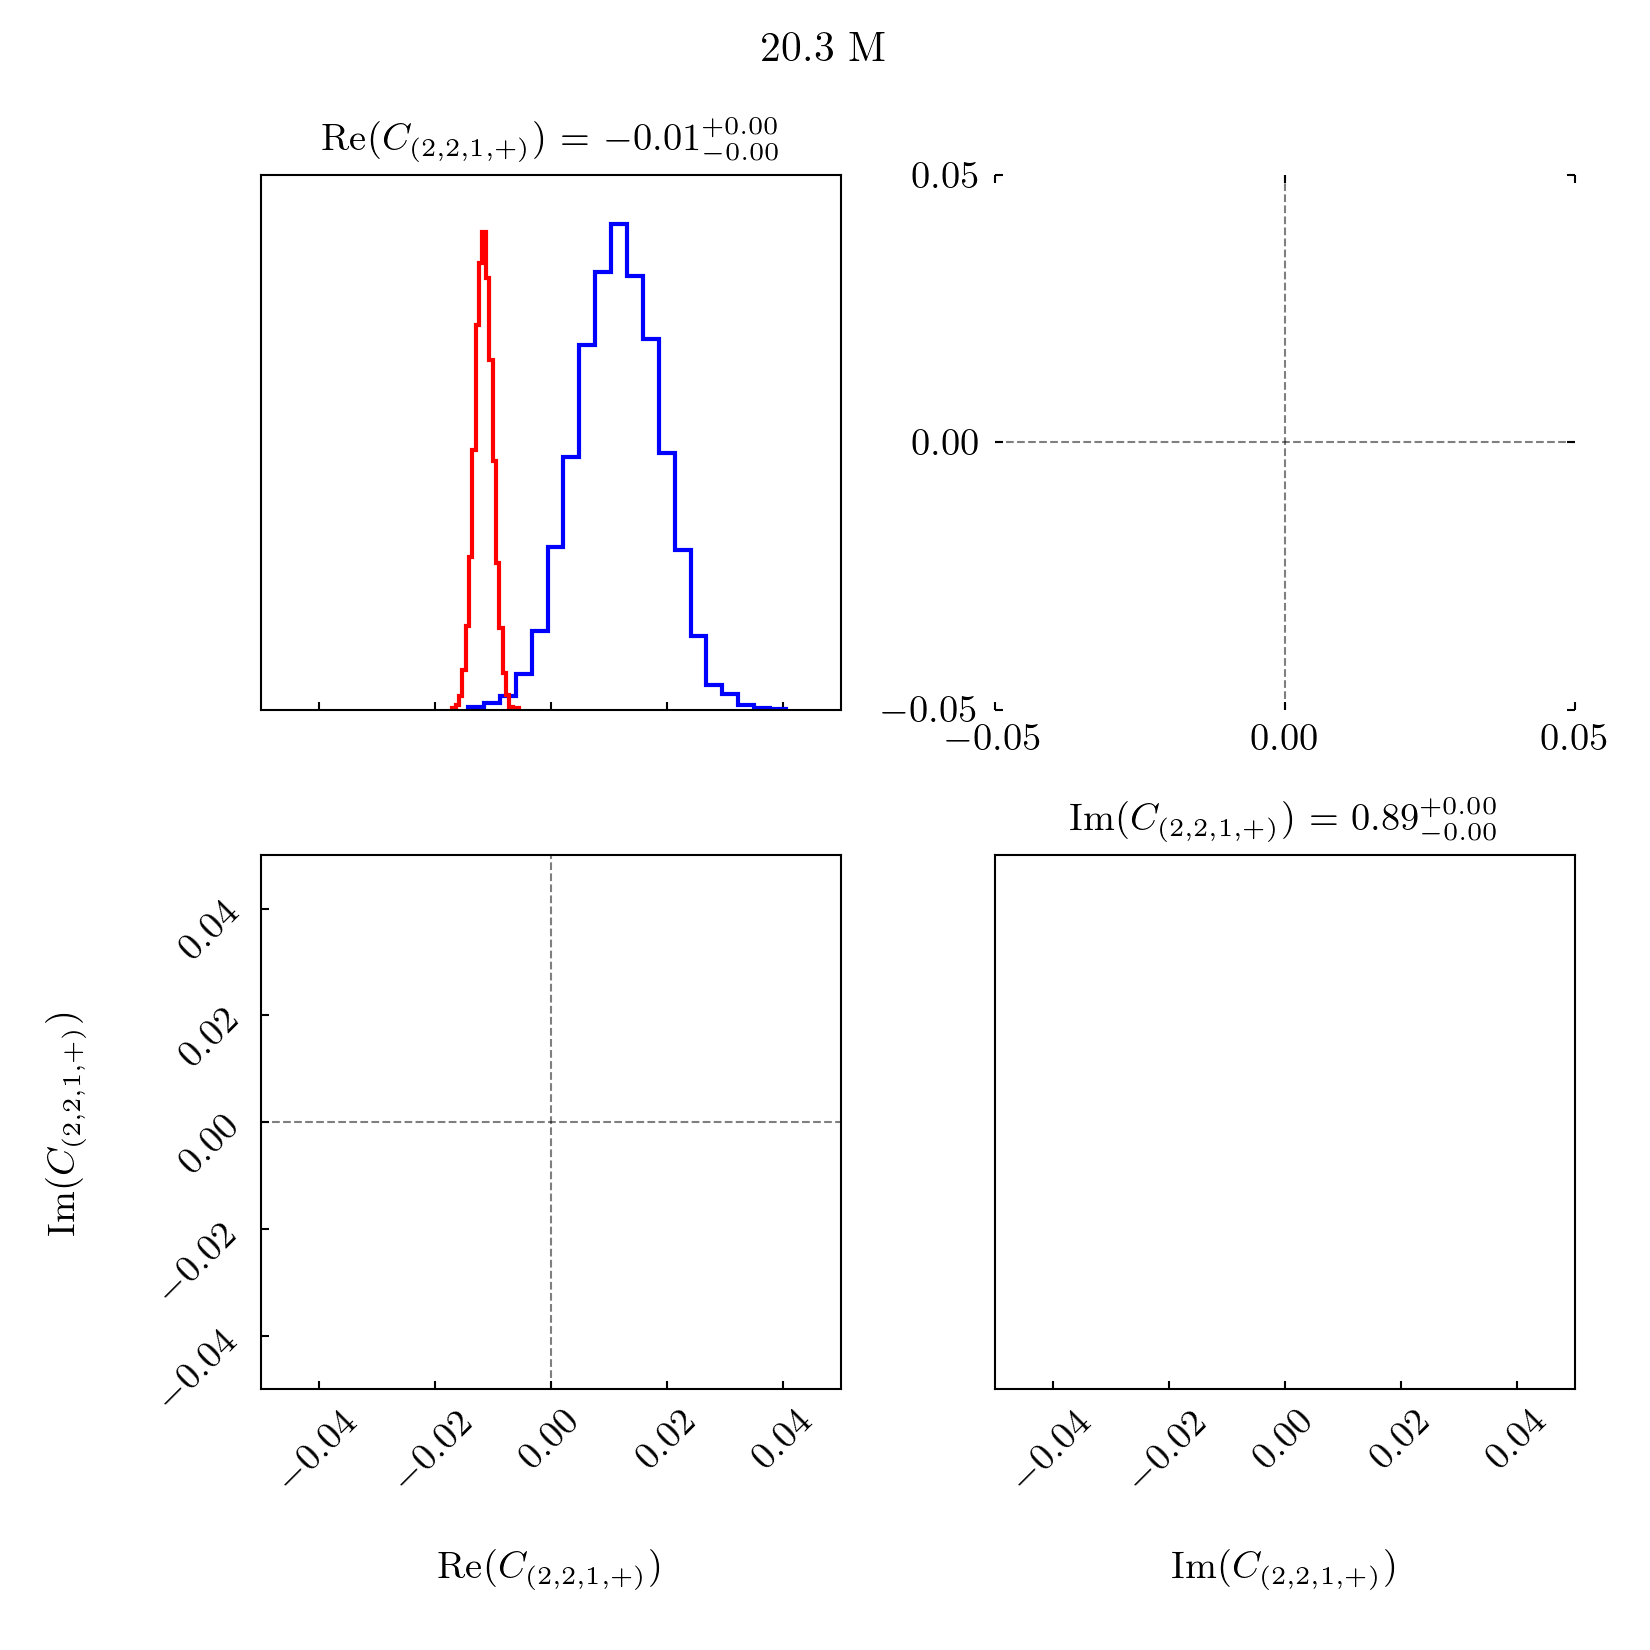 20.3 M
Re(C_{(2,2,1,+)}) = −0.01^{+0.00}_{−0.00}
0.05
0.00
−0.05
−0.05 0.00 0.05
Im(C_{(2,2,1,+)}) = 0.89^{+0.00}_{−0.00}
Im(C_{(2,2,1,+)})
0.04
0.02
0.00
−0.02
−0.04
−0.04 −0.02 0.00 0.02 0.04
Re(C_{(2,2,1,+)})
−0.04 −0.02 0.00 0.02 0.04
Im(C_{(2,2,1,+)})